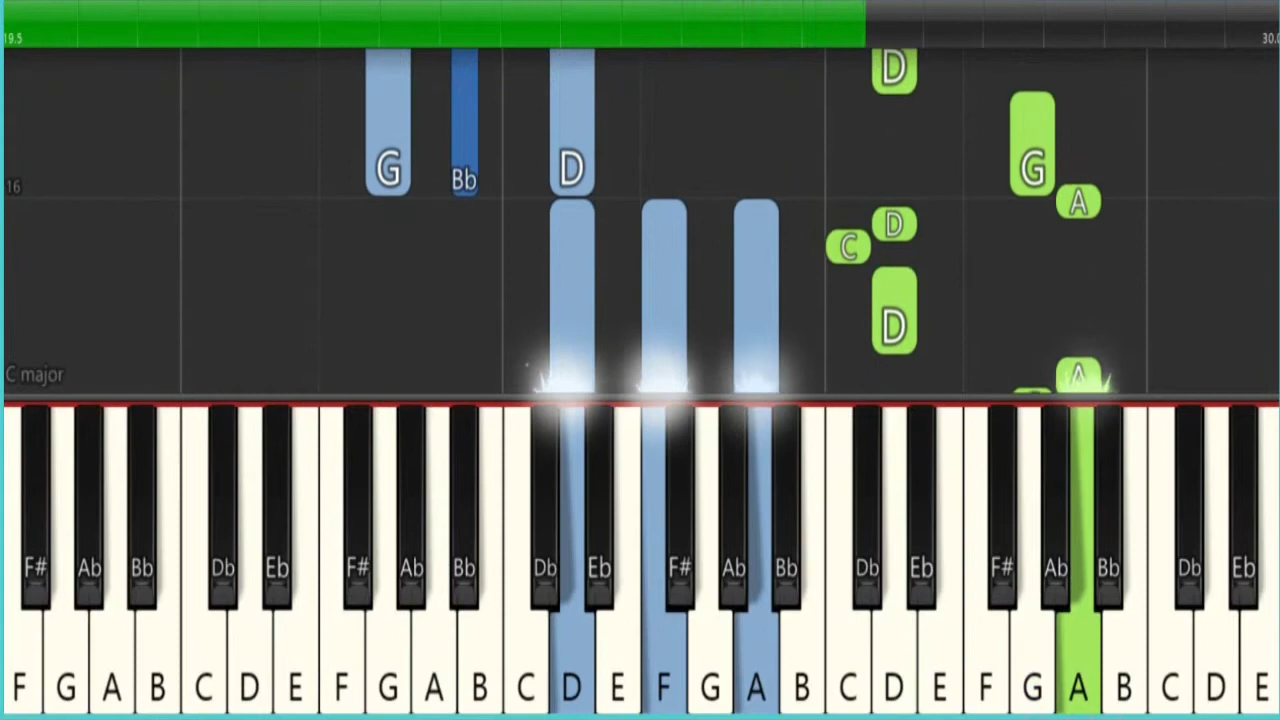 19.5 30.0
D
G Bb D G
16 A
D
C
D
C major A
F# Ab Bb Db Eb F# Ab Bb Db Eb F# Ab Bb Db Eb F# Ab Bb Db Eb
F G A B C D E F G A B C D E F G A B C D E F G A B C D E